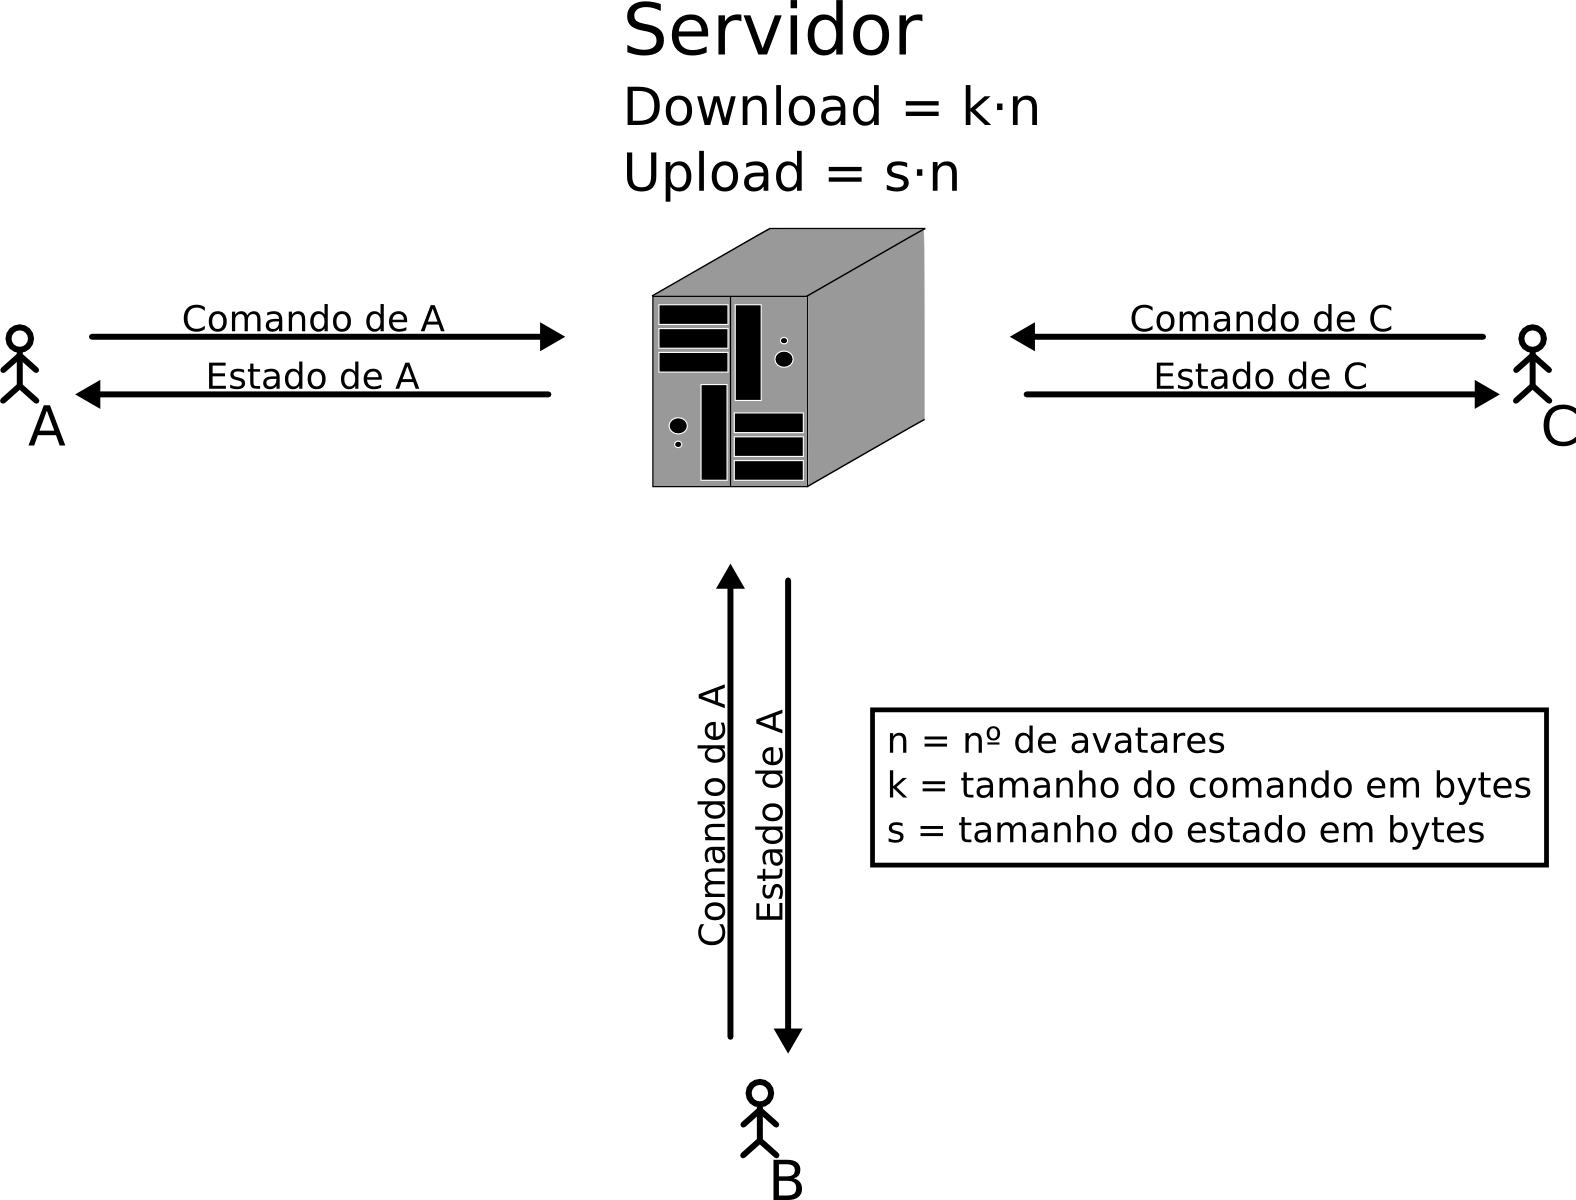 Servidor
Download = k·n
Upload = s·n
Comando de A
Estado de A
A
Comando de C
Estado de C
C
Comando de A
Estado de A
B
n = nº de avatares
k = tamanho do comando em bytes
s = tamanho do estado em bytes